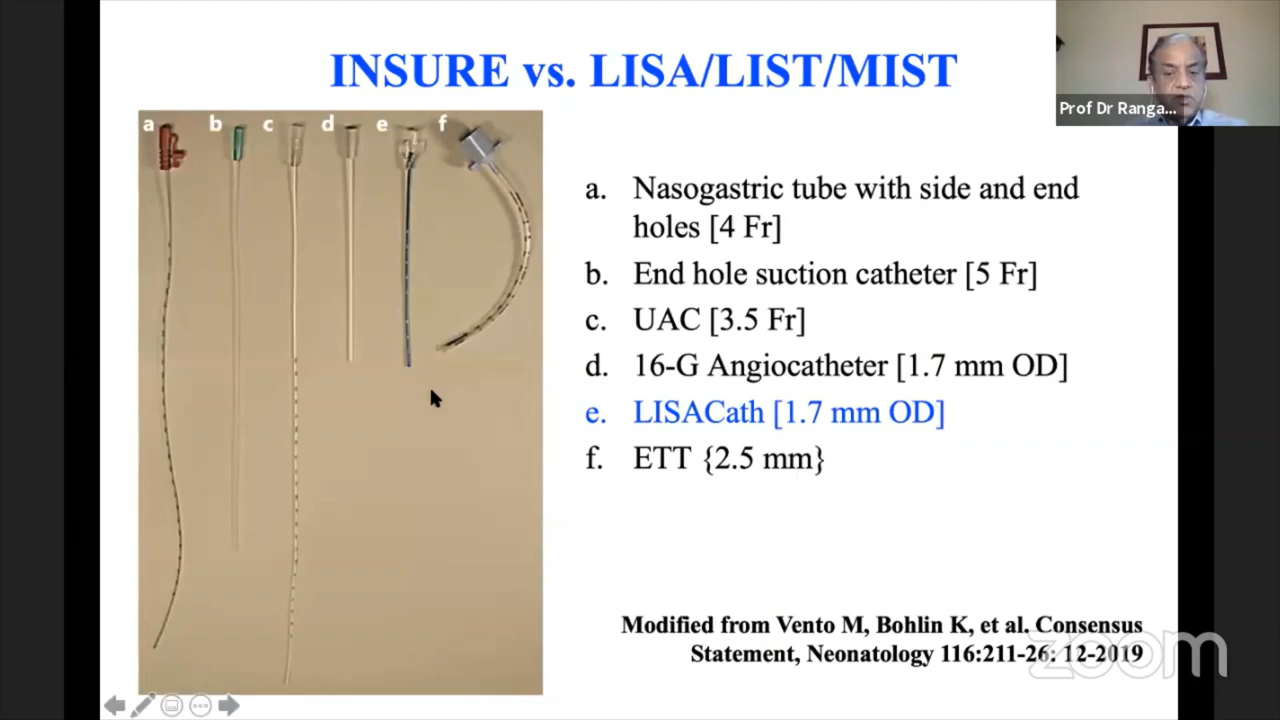 INSURE vs. LISA/LIST/MIST
Prof Dr Ranga...
a b c d e f
a. Nasogastric tube with side and end
holes [4 Fr]
b. End hole suction catheter [5 Fr]
c. UAC [3.5 Fr]
d. 16-G Angiocatheter [1.7 mm OD]
e. LISACath [1.7 mm OD]
f. ETT {2.5 mm}
Modified from Vento M, Bohlin K, et al. Consensus
Statement, Neonatology 116:211-26: 12-2019
zoom